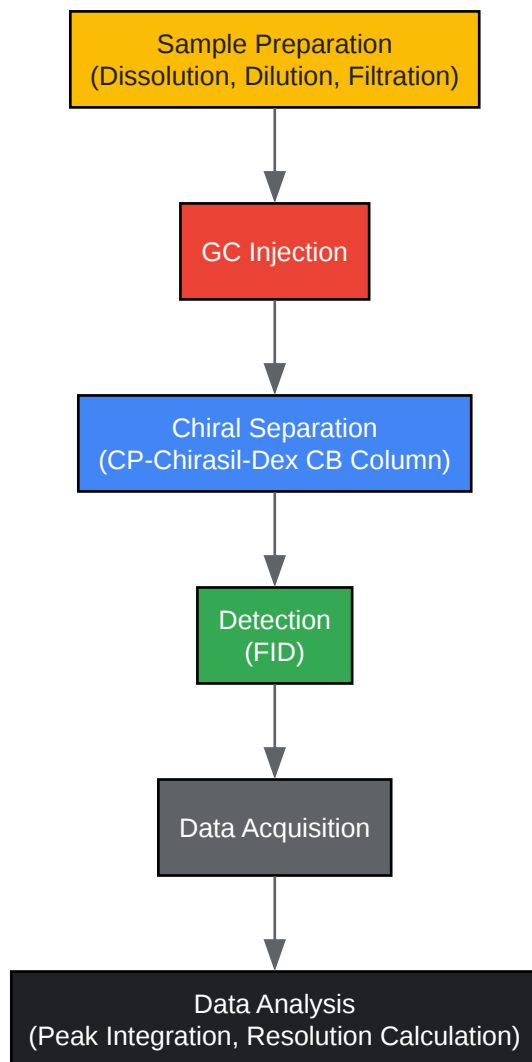 Sample Preparation
(Dissolution, Dilution, Filtration)
GC Injection
Chiral Separation
(CP-Chirasil-Dex CB Column)
Detection
(FID)
Data Acquisition
Data Analysis
(Peak Integration, Resolution Calculation)